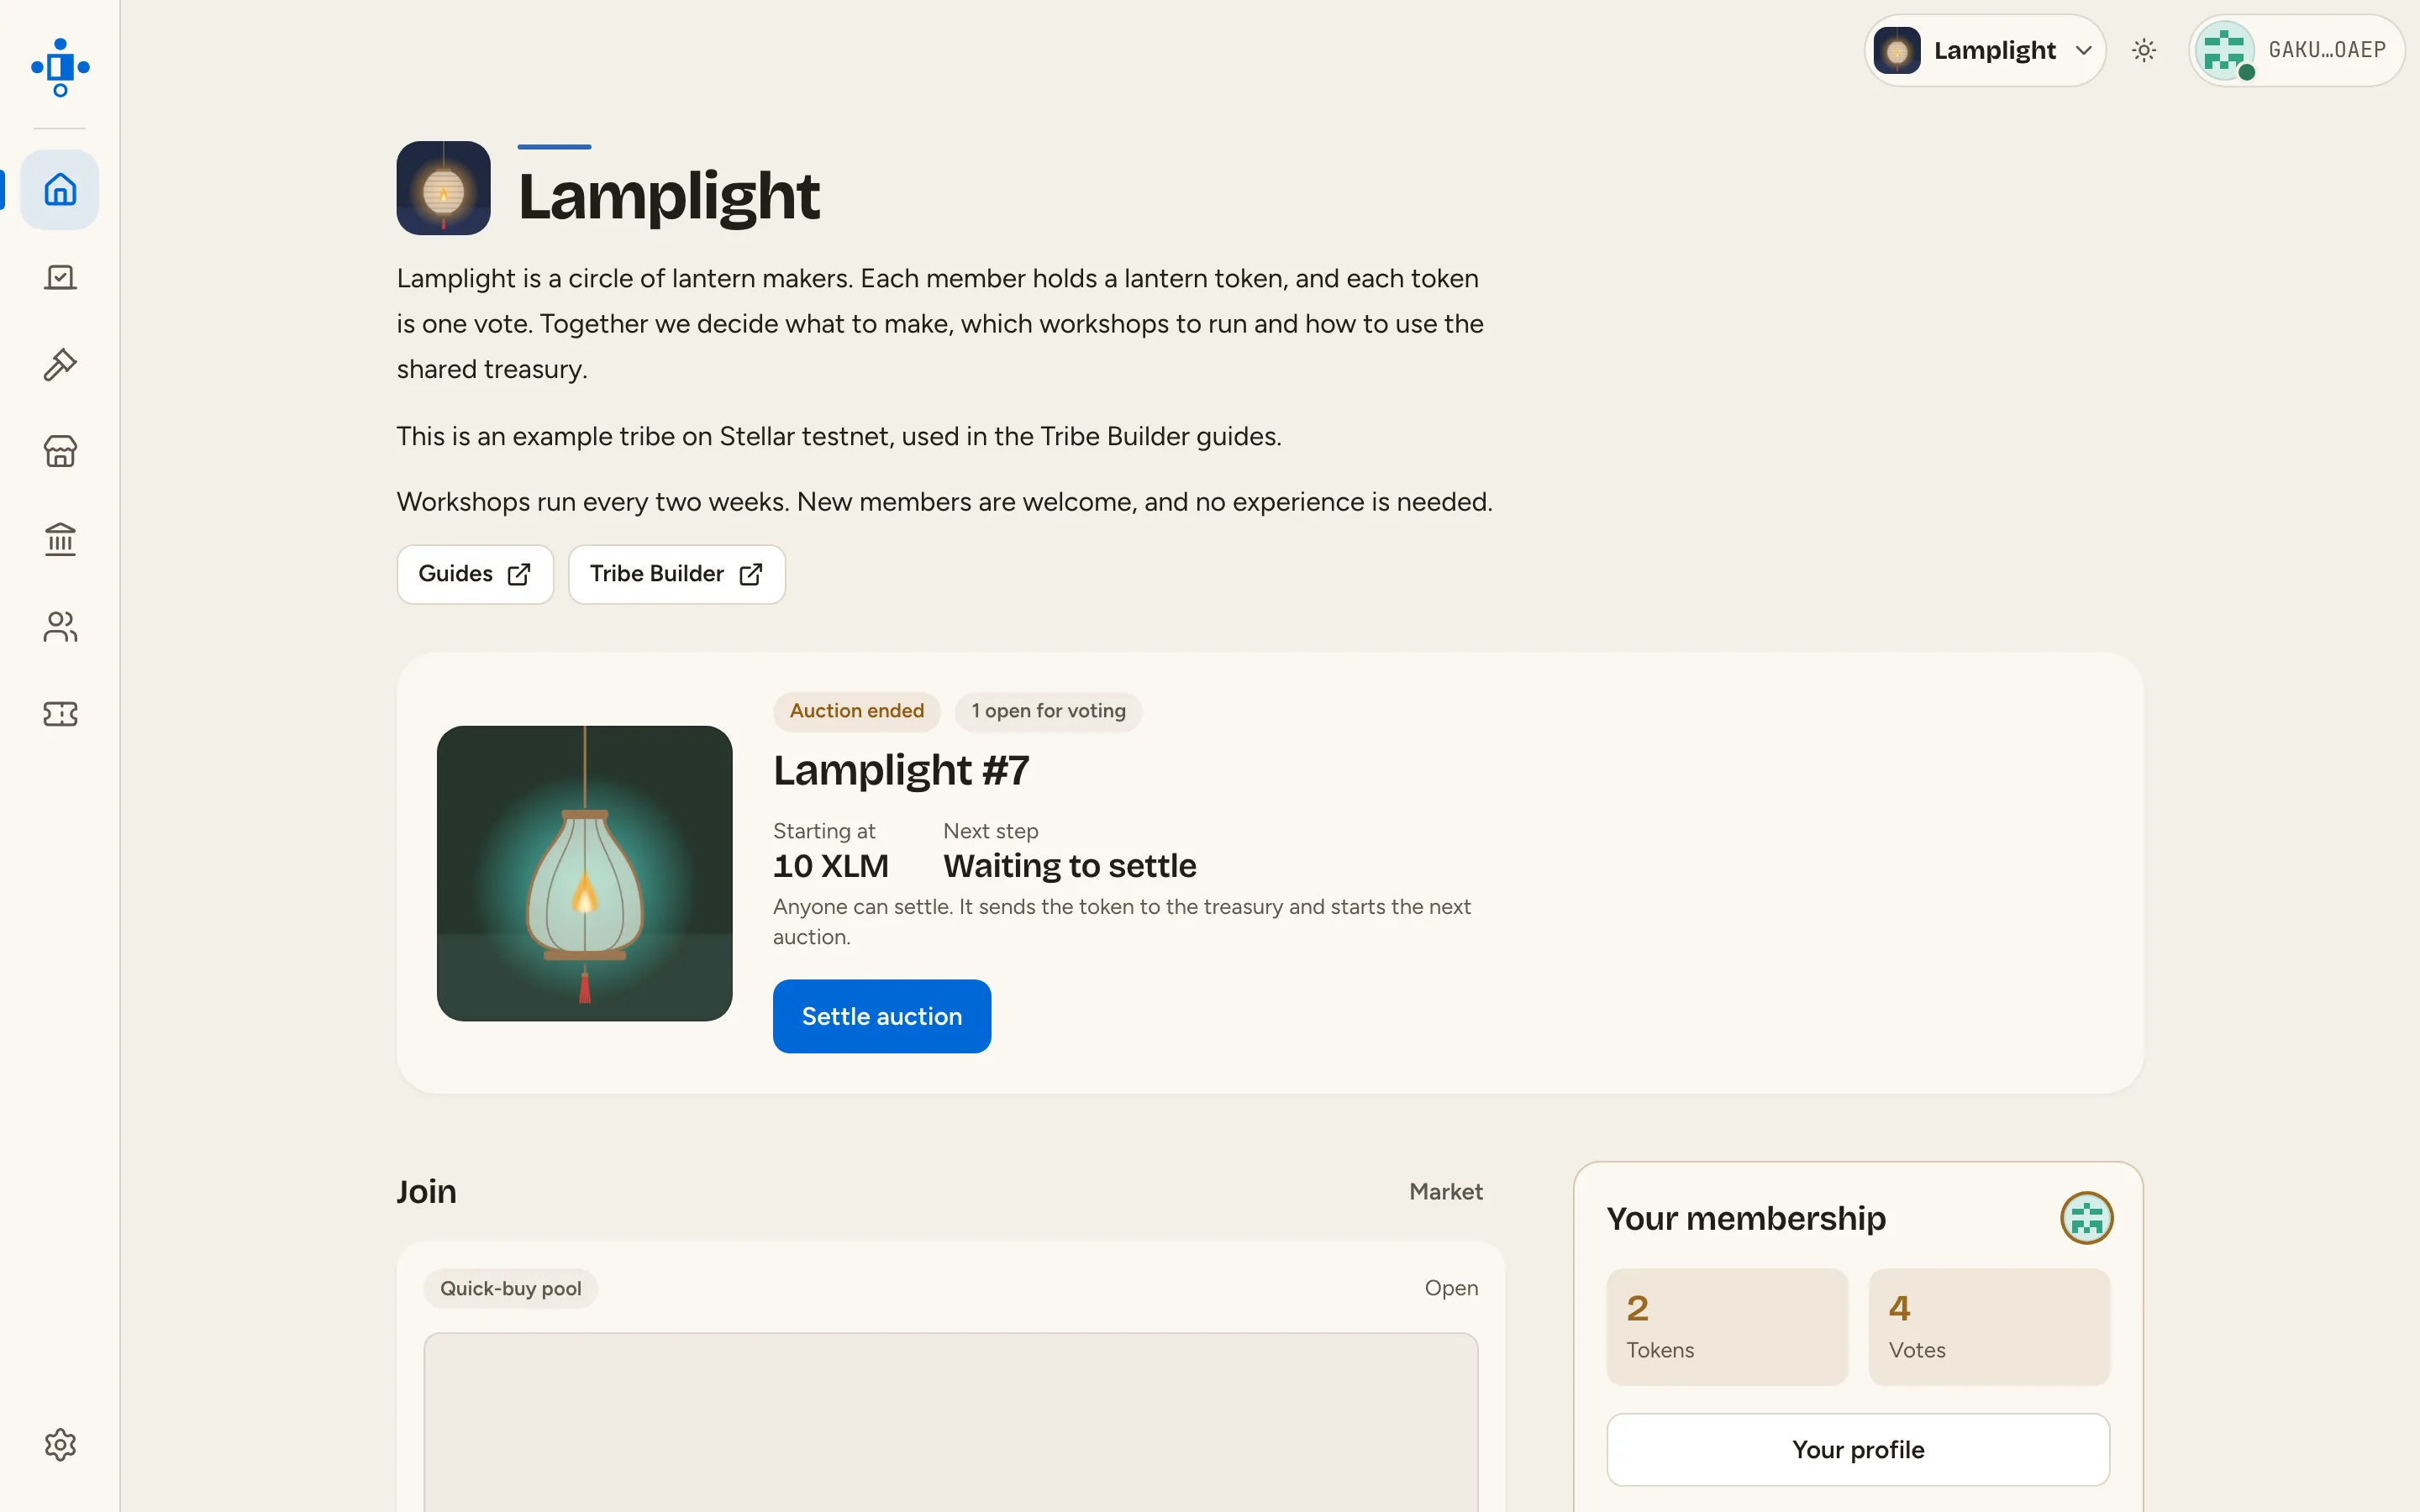 Lamplight
GAKU…OAEP
Lamplight
Lamplight is a circle of lantern makers. Each member holds a lantern token, and each token
is one vote. Together we decide what to make, which workshops to run and how to use the
shared treasury.
This is an example tribe on Stellar testnet, used in the Tribe Builder guides.
Workshops run every two weeks. New members are welcome, and no experience is needed.
Guides
Tribe Builder
Auction ended
1 open for voting
Lamplight #7
Starting at
10 XLM
Next step
Waiting to settle
Anyone can settle. It sends the token to the treasury and starts the next
auction.
Settle auction
Join
Market
Quick-buy pool
Open
Your membership
2
Tokens
4
Votes
Your profile